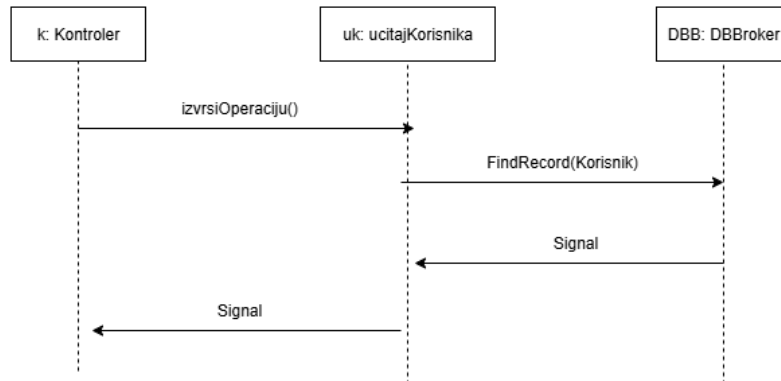 k: Kontroler
uk: ucitajKorisnika
DBB: DBBroker
izvrsiOperaciju()
FindRecord(Korisnik)
Signal
Signal